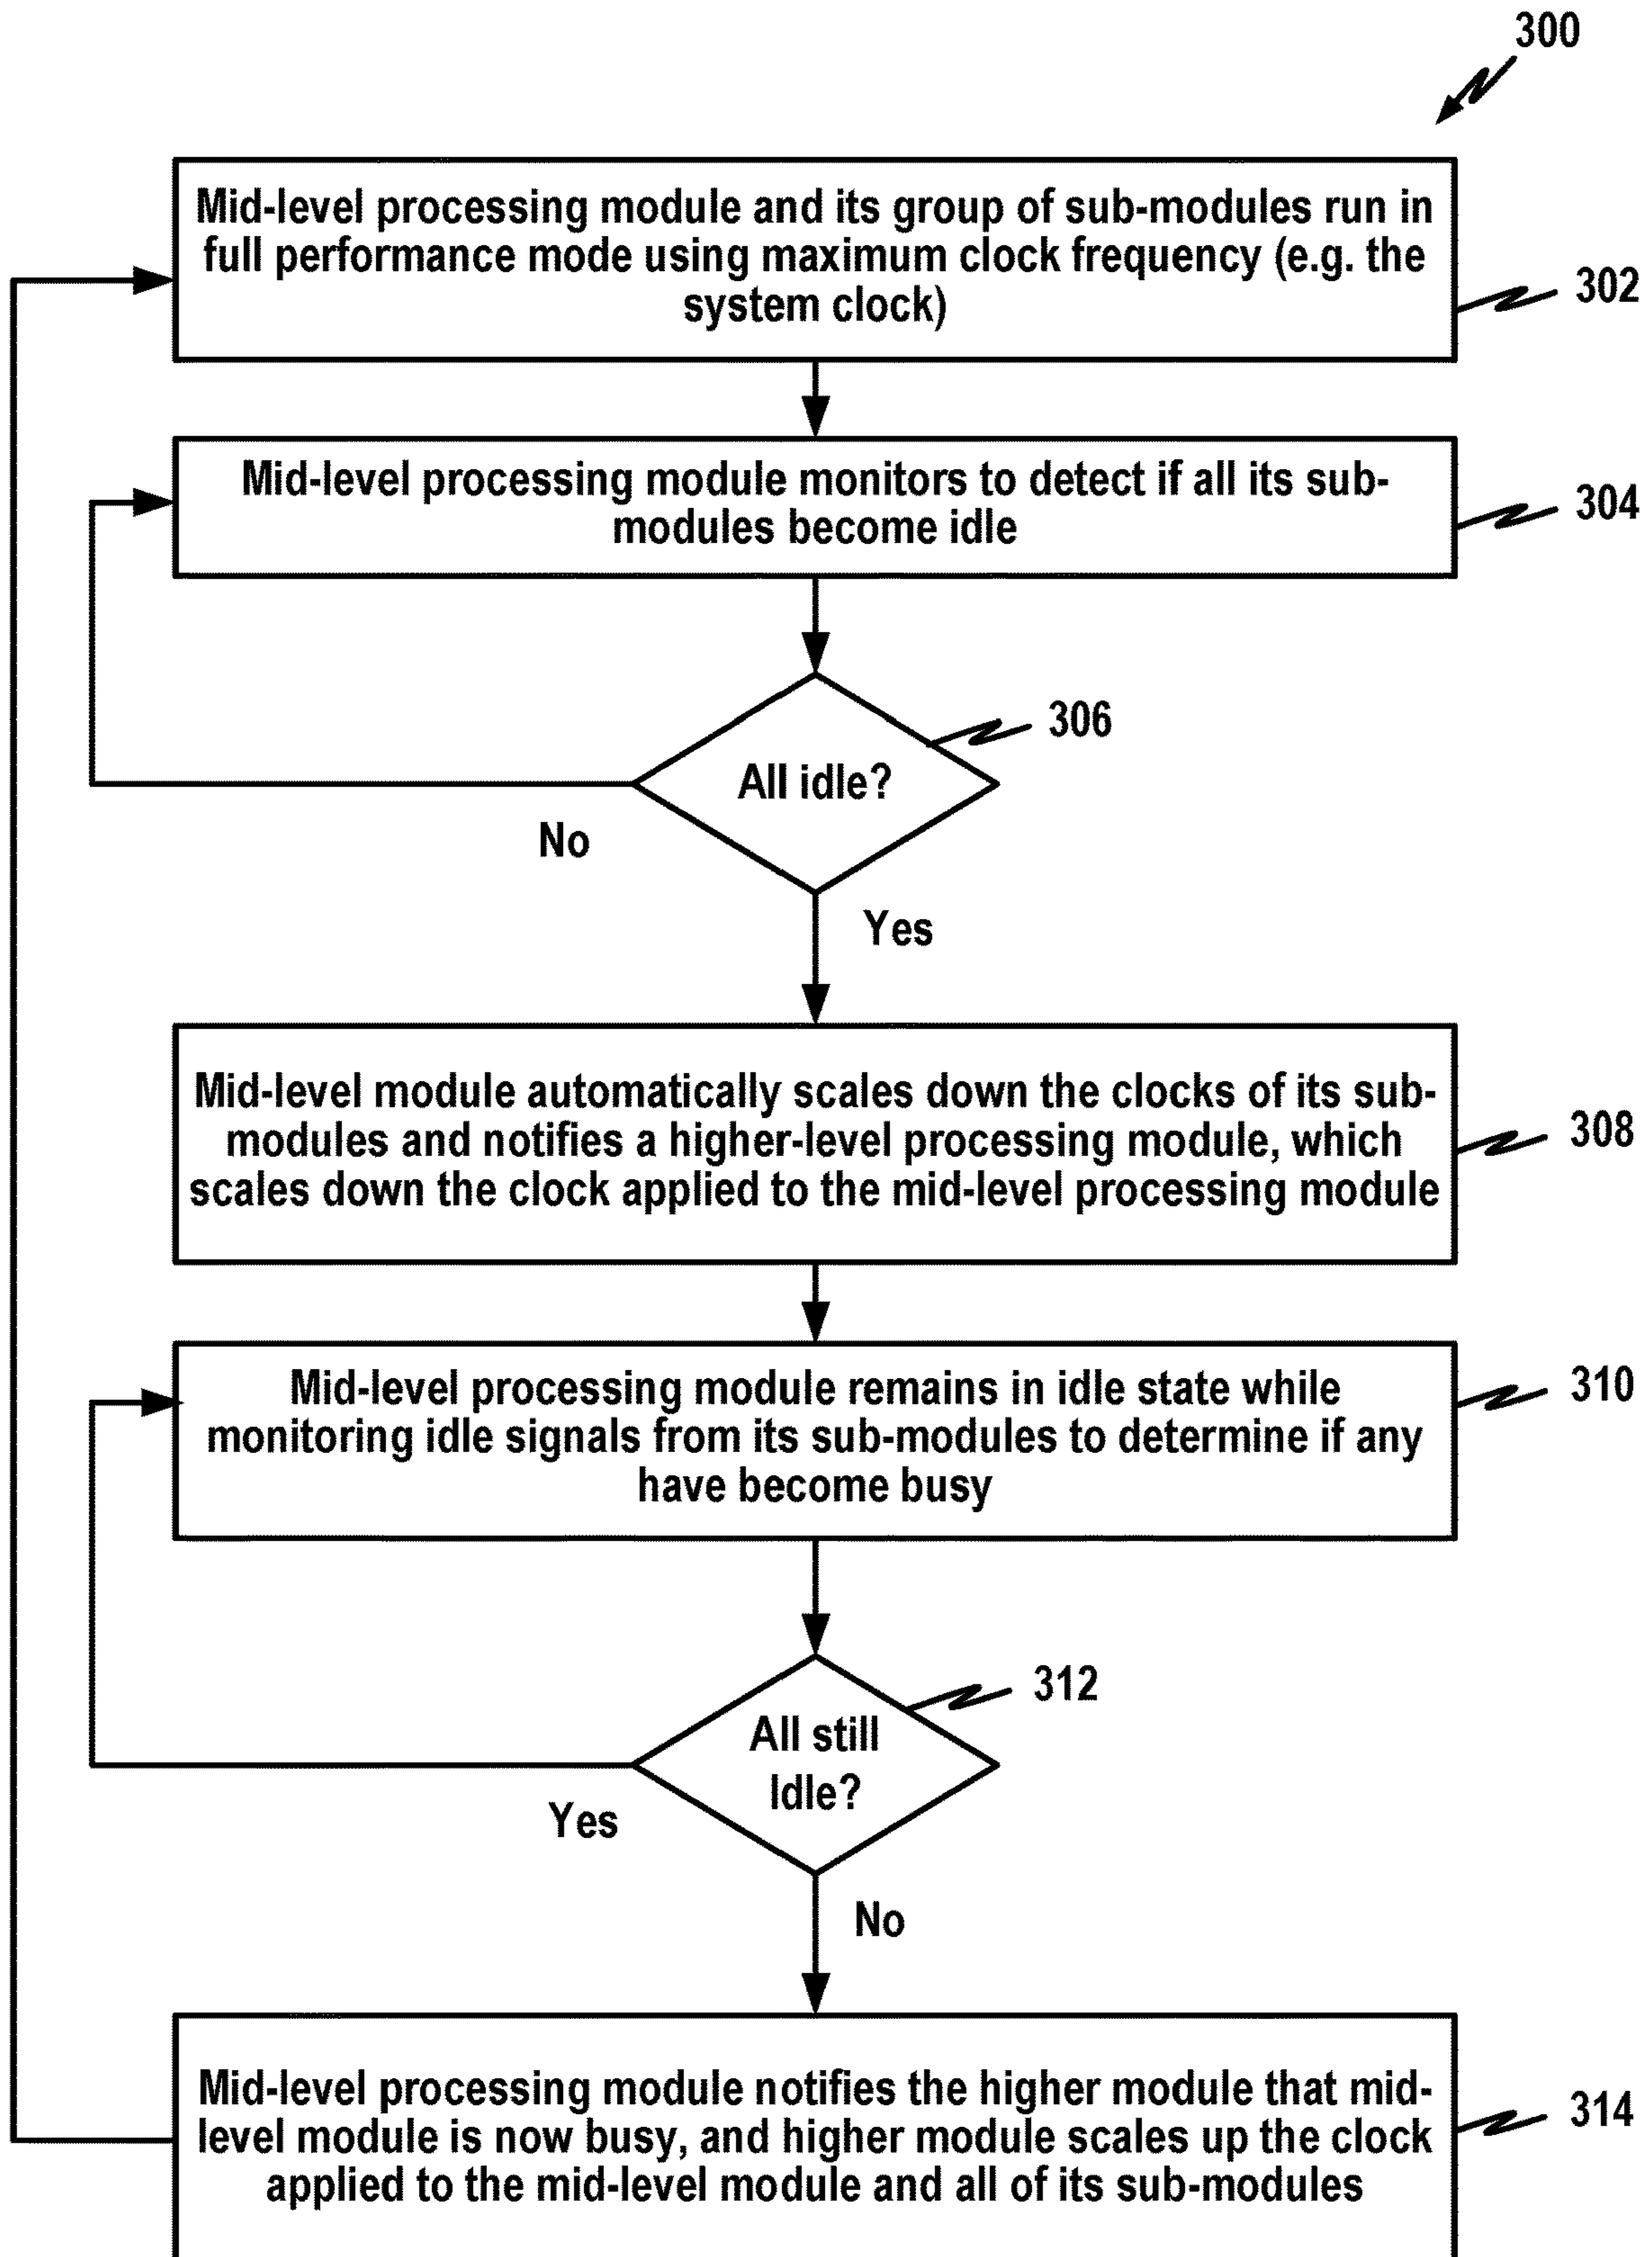 300
Mid-level processing module and its group of sub-modules run in
full performance mode using maximum clock frequency (e.g. the
system clock)
302
Mid-level processing module monitors to detect if all its sub-
modules become idle
304
306
All idle?
No
Yes
Mid-level module automatically scales down the clocks of its sub-
modules and notifies a higher-level processing module, which
scales down the clock applied to the mid-level processing module
308
Mid-level processing module remains in idle state while
monitoring idle signals from its sub-modules to determine if any
have become busy
310
312
All still
Idle?
Yes
No
Mid-level processing module notifies the higher module that mid-
level module is now busy, and higher module scales up the clock
applied to the mid-level module and all of its sub-modules
314